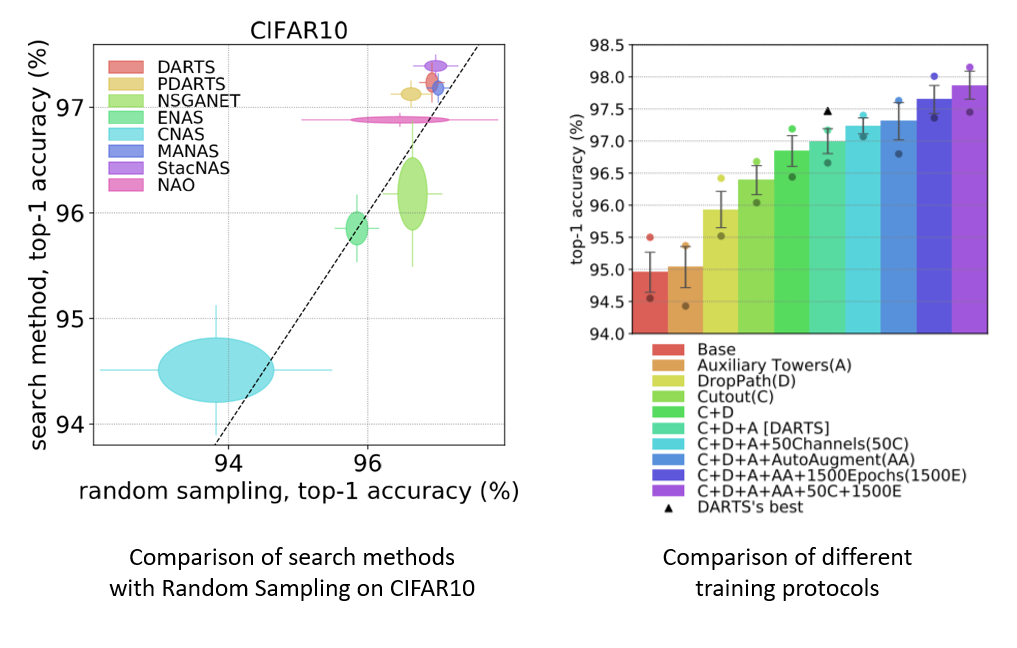 CIFAR10
search method, top-1 accuracy (%)
97
96
95
94
DARTS
PDARTS
NSGANET
ENAS
CNAS
MANAS
StacNAS
NAO
94 96
random sampling, top-1 accuracy (%)
Comparison of search methods
with Random Sampling on CIFAR10
top-1 accuracy (%)
98.5
98.0
97.5
97.0
96.5
96.0
95.5
95.0
94.5
94.0
Base
Auxiliary Towers(A)
DropPath(D)
Cutout(C)
C+D
C+D+A [DARTS]
C+D+A+50Channels(50C)
C+D+A+AutoAugment(AA)
C+D+A+AA+1500Epochs(1500E)
C+D+A+AA+50C+1500E
DARTS's best
Comparison of different
training protocols